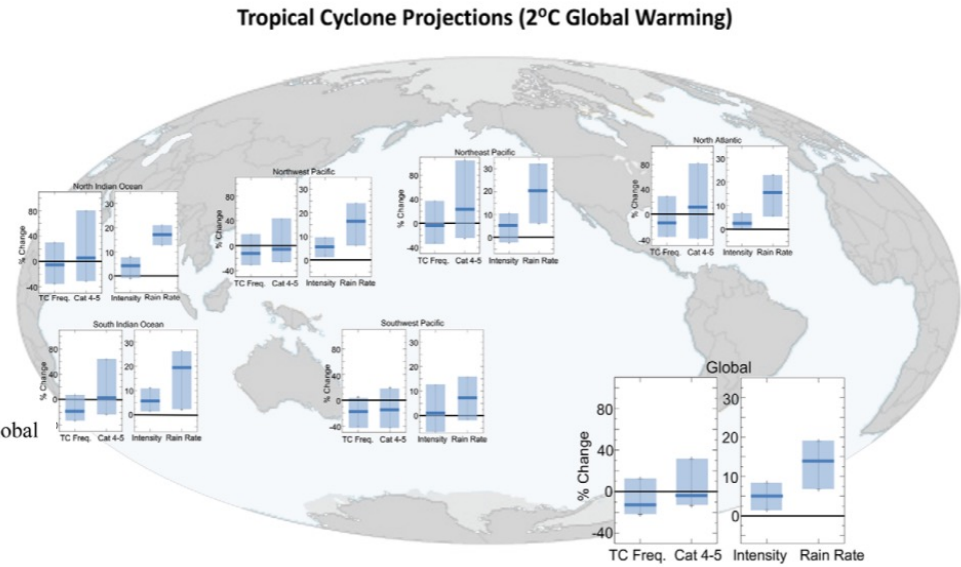 Tropical Cyclone Projections (2°C Global Warming)
North Indian Ocean
% Change
80
40
0
-40
30
20
10
0
TC Freq. Cat 4-5 Intensity Rain Rate
Northwest Pacific
% Change
80
40
0
-40
30
20
10
0
TC Freq. Cat 4-5 Intensity Rain Rate
Northeast Pacific
% Change
80
40
0
-40
30
20
10
0
TC Freq. Cat 4-5 Intensity Rain Rate
North Atlantic
% Change
80
40
0
-40
30
20
10
0
TC Freq. Cat 4-5 Intensity Rain Rate
South Indian Ocean
% Change
80
40
0
30
20
10
0
TC Freq. Cat 4-5 Intensity Rain Rate
Southwest Pacific
% Change
80
40
0
-40
30
20
10
0
TC Freq. Cat 4-5 Intensity Rain Rate
obal
Global
% Change
80
40
0
-40
30
20
10
0
TC Freq. Cat 4-5 Intensity Rain Rate